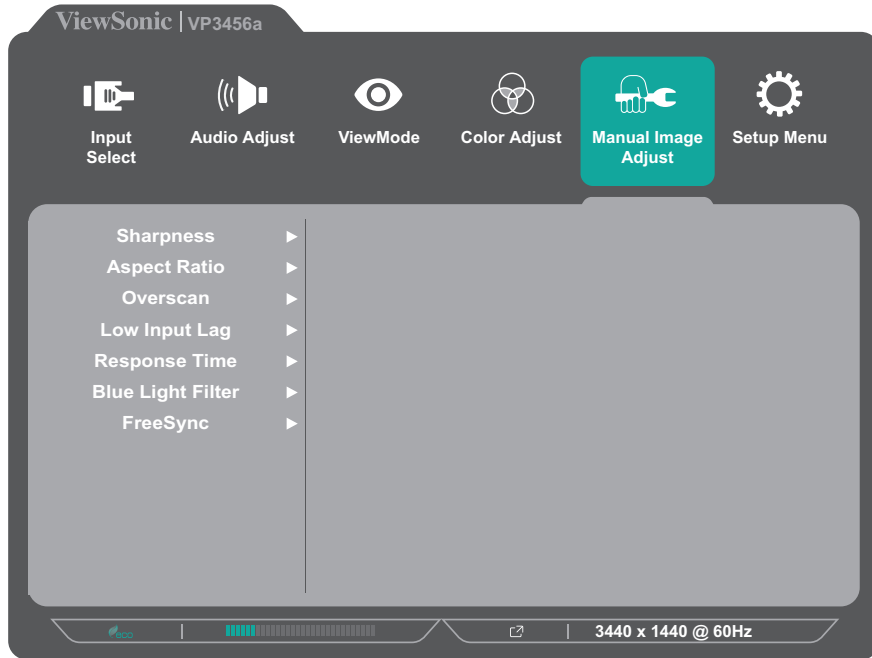 ViewSonic | VP3456a
Input Select
Audio Adjust
ViewMode
Color Adjust
Manual Image Adjust
Setup Menu
Sharpness ►
Aspect Ratio ►
Overscan ►
Low Input Lag ►
Response Time ►
Blue Light Filter ►
FreeSync ►
eco
3440 x 1440 @ 60Hz